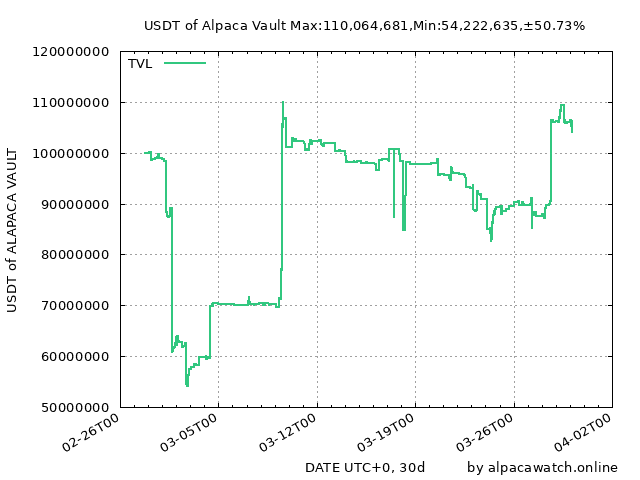 USDT of Alpaca Vault Max:110,064,681,Min:54,222,635,±50.73%
120000000
TVL
110000000
100000000
90000000
80000000
70000000
60000000
50000000
USDT of ALAPACA VAULT
02-26T00
03-05T00
03-12T00
03-19T00
03-26T00
04-02T00
DATE UTC+0, 30d
by alpacawatch.online